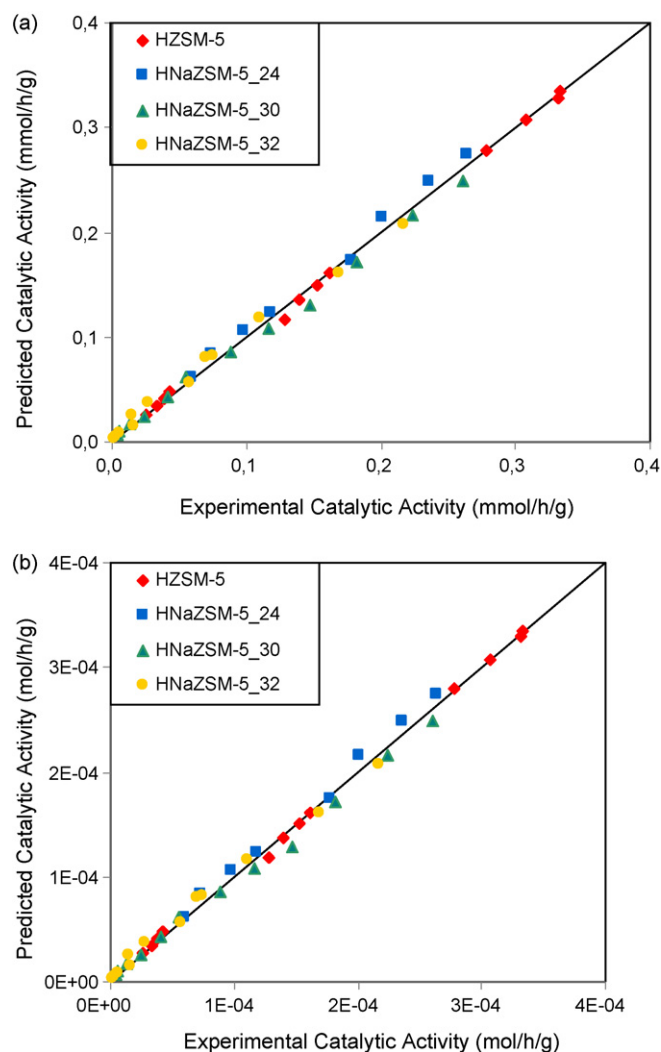 (a)
0,4
0,3
0,2
0,1
0,0
Predicted Catalytic Activity (mmol/h/g)
HZSM-5
HNaZSM-5_24
HNaZSM-5_30
HNaZSM-5_32
0,0 0,1 0,2 0,3 0,4
Experimental Catalytic Activity (mmol/h/g)
(b)
4E-04
3E-04
2E-04
1E-04
0E+00
Predicted Catalytic Activity (mol/h/g)
HZSM-5
HNaZSM-5_24
HNaZSM-5_30
HNaZSM-5_32
0E+00 1E-04 2E-04 3E-04 4E-04
Experimental Catalytic Activity (mol/h/g)